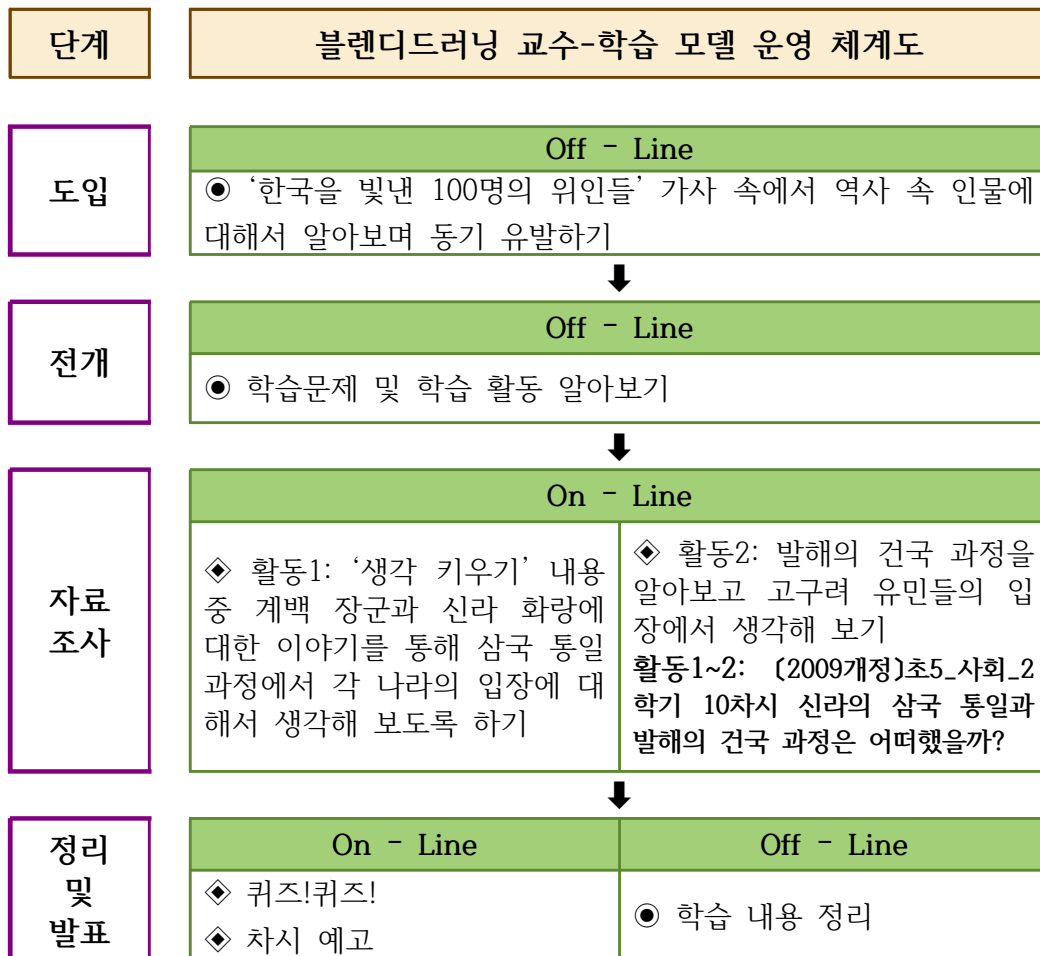 단계
블렌디드러닝 교수-학습 모델 운영 체계도
도입
Off - Line
◉ ‘한국을 빛낸 100명의 위인들’ 가사 속에서 역사 속 인물에
대해서 알아보며 동기 유발하기
⬇
전개
Off - Line
◉ 학습문제 및 학습 활동 알아보기
⬇
자료
조사
On - Line
◈ 활동1: ‘생각 키우기’ 내용
중 계백 장군과 신라 화랑에
대한 이야기를 통해 삼국 통일
과정에서 각 나라의 입장에 대
해서 생각해 보도록 하기
◈ 활동2: 발해의 건국 과정을
알아보고 고구려 유민들의 입
장에서 생각해 보기
활동1~2: [2009개정]초5_사회_2
학기 10차시 신라의 삼국 통일과
발해의 건국 과정은 어떠했을까?
⬇
정리
및
발표
On - Line
◈ 퀴즈!퀴즈!
◈ 차시 예고
Off - Line
◉ 학습 내용 정리